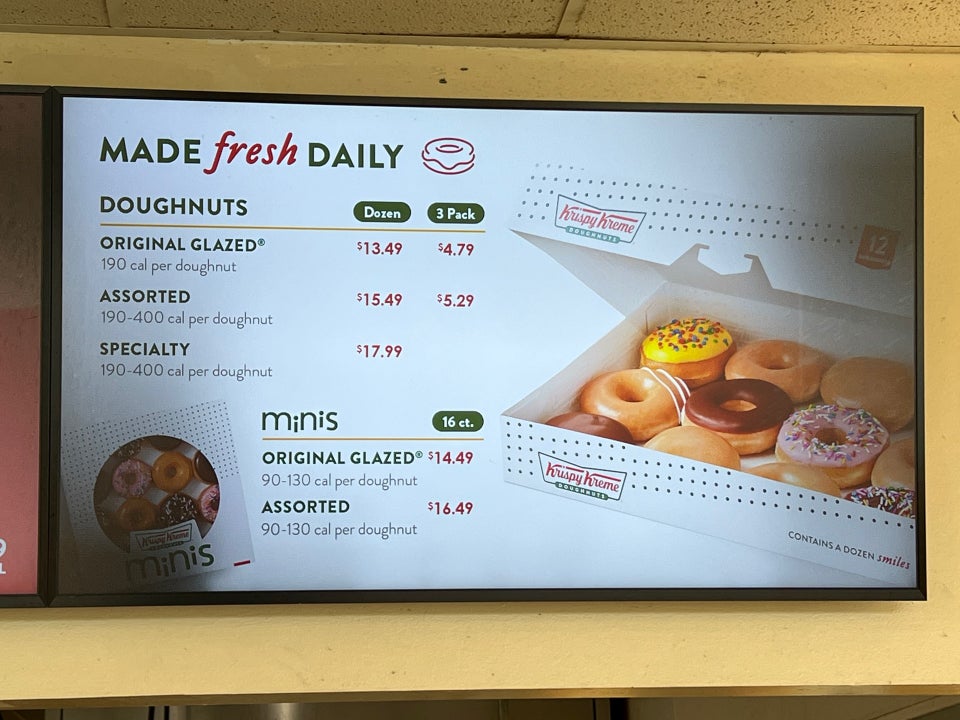 MADE fresh DAILY
DOUGHNUTS Dozen 3 Pack
ORIGINAL GLAZED® $13.49 $4.79
190 cal per doughnut
ASSORTED $15.49 $5.29
190-400 cal per doughnut
SPECIALTY $17.99
190-400 cal per doughnut
minis 16 ct.
ORIGINAL GLAZED® $14.49
90-130 cal per doughnut
ASSORTED $16.49
90-130 cal per doughnut
Krispy Kreme
minis
Krispy Kreme
DOUGHNUTS
12
Krispy Kreme
DOUGHNUTS
CONTAINS A DOZEN smiles
9
L